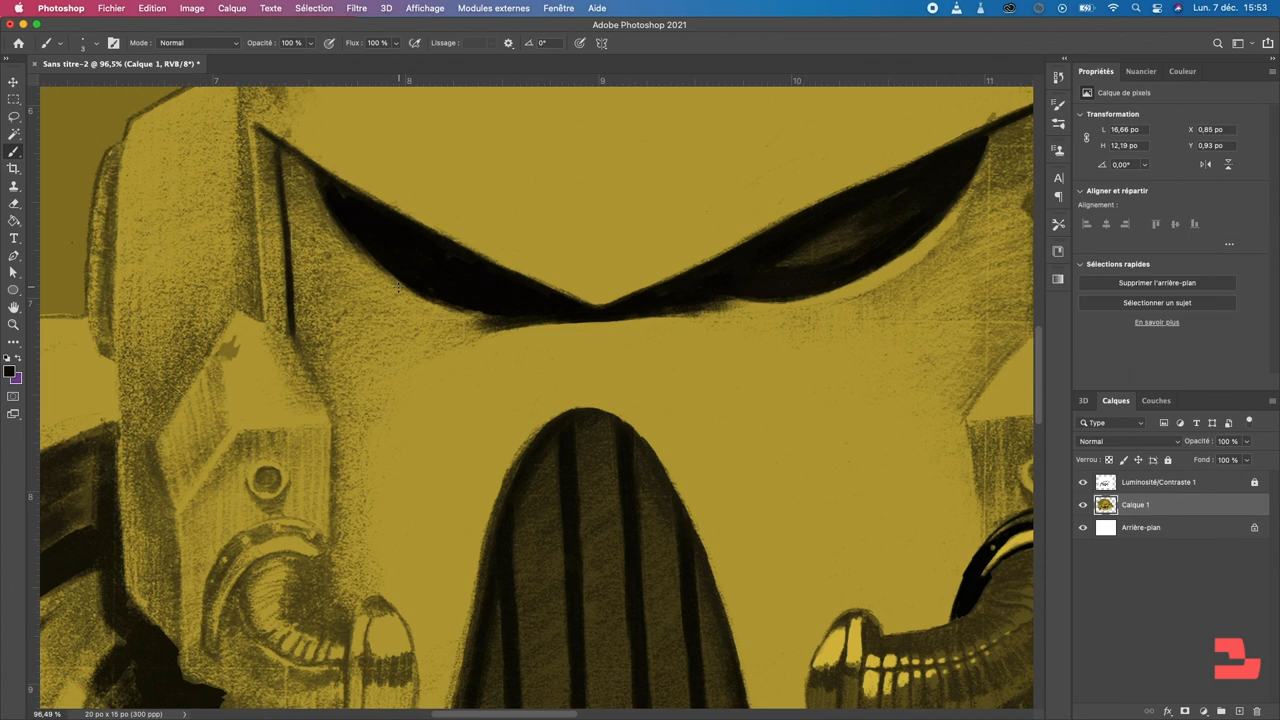 Photoshop Fichier Edition Image Calque Texte Sélection Filtre 3D Affichage Modules externes Fenêtre Aide Lun. 7 déc. 15:53
Adobe Photoshop 2021
3 Mode : Normal Opacité : 100 % Flux : 100 % Lissage : 0°
Sans titre-2 @ 96,5% (Calque 1, RVB/8*) *
7 8 9 10 11
6
7
8
9
Propriétés Nuancier Couleur
Calque de pixels
Transformation
L 16,66 po X 0,85 po
H 12,19 po Y 0,93 po
0,00°
Aligner et répartir
Alignement :
Sélections rapides
Supprimer l'arrière-plan
Sélectionner un sujet
En savoir plus
3D Calques Couches
Type
Normal Opacité : 100 %
Verrou : Fond : 100 %
Luminosité/Contraste 1
Calque 1
Arrière-plan
96,49 % 20 po x 15 po (300 ppp)